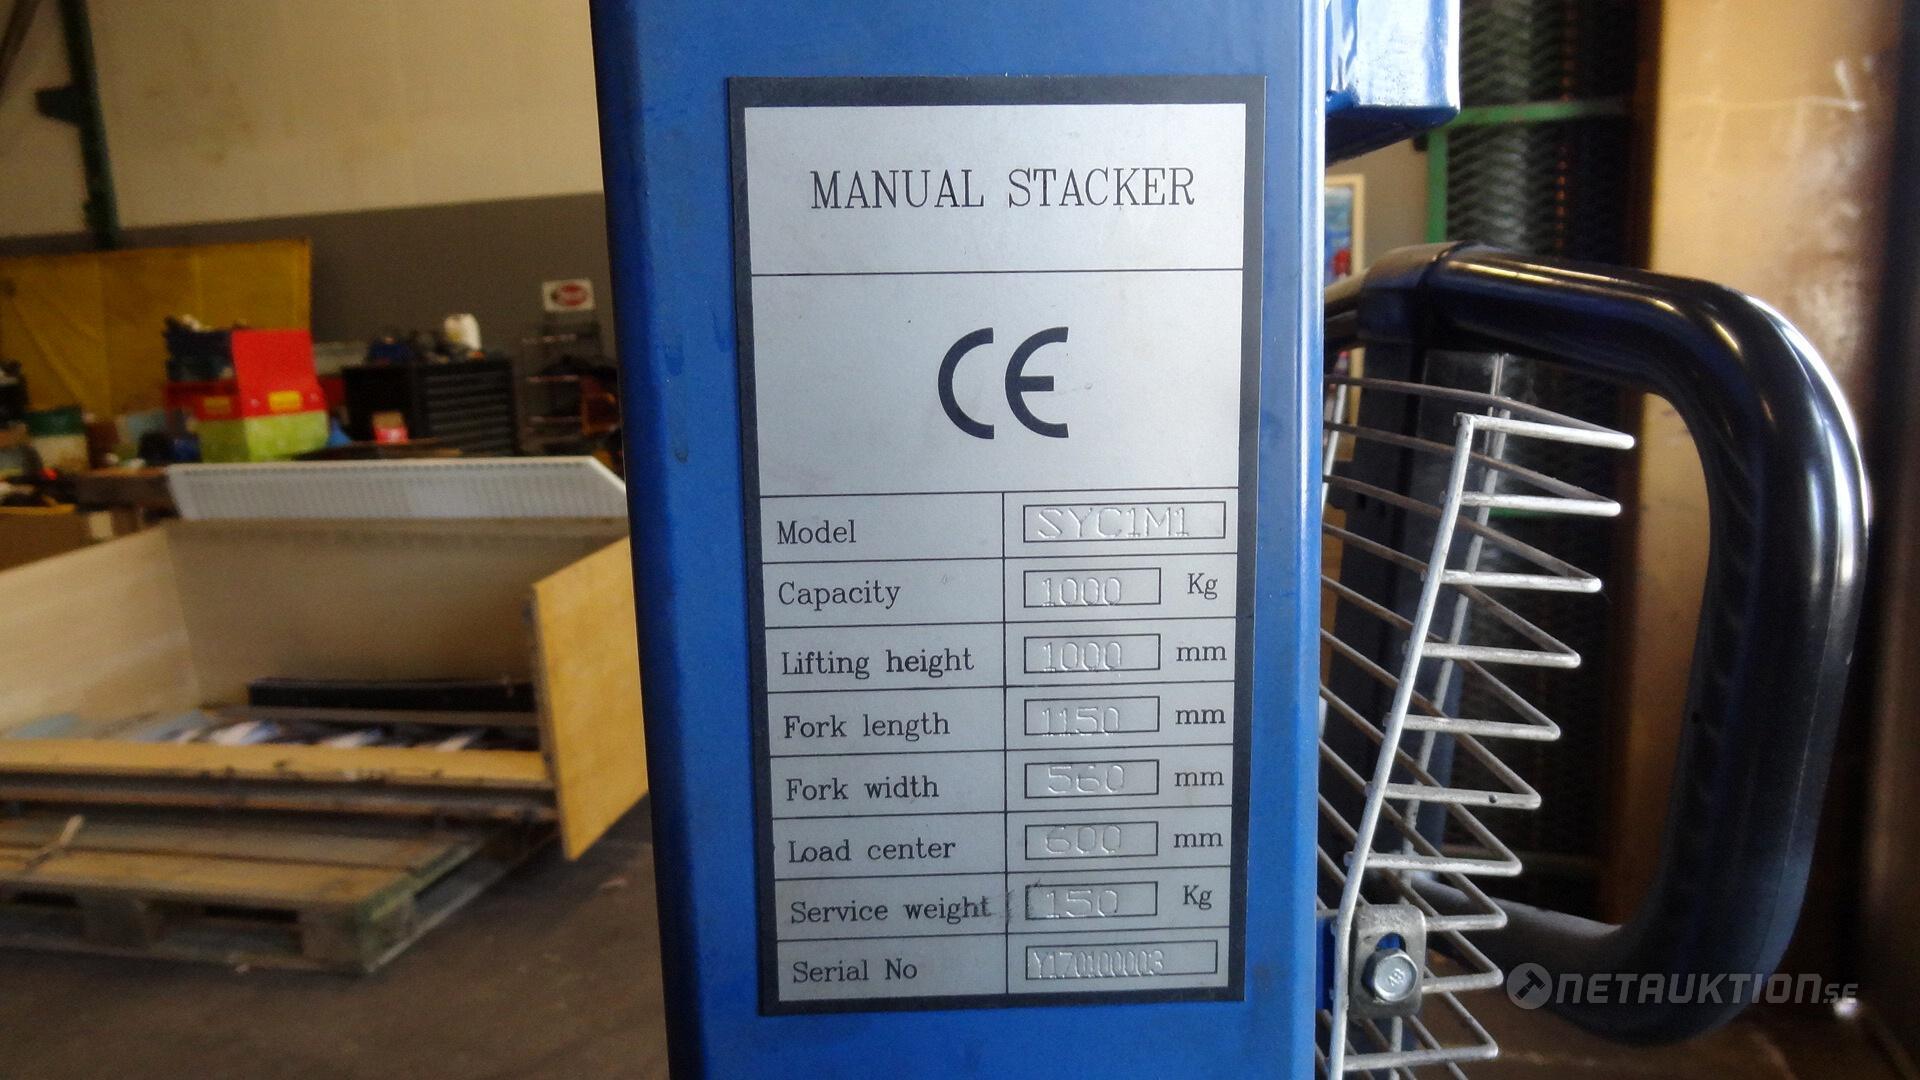 MANUAL STACKER
CE
Model SYC1M1
Capacity 1000 Kg
Lifting height 1000 mm
Fork length 1150 mm
Fork width 560 mm
Load center 600 mm
Service weight 150 Kg
Serial No Y170100003
NETAUKTION.SE